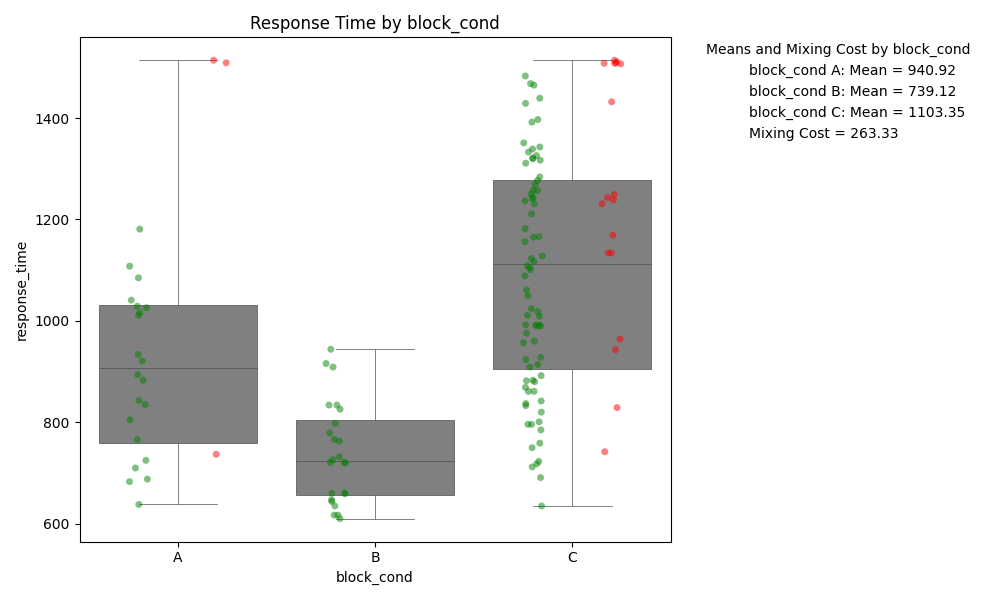 Response Time by block_cond
Means and Mixing Cost by block_cond
block_cond A: Mean = 940.92
block_cond B: Mean = 739.12
block_cond C: Mean = 1103.35
Mixing Cost = 263.33
response_time
1400
1200
1000
800
600
A
B
C
block_cond